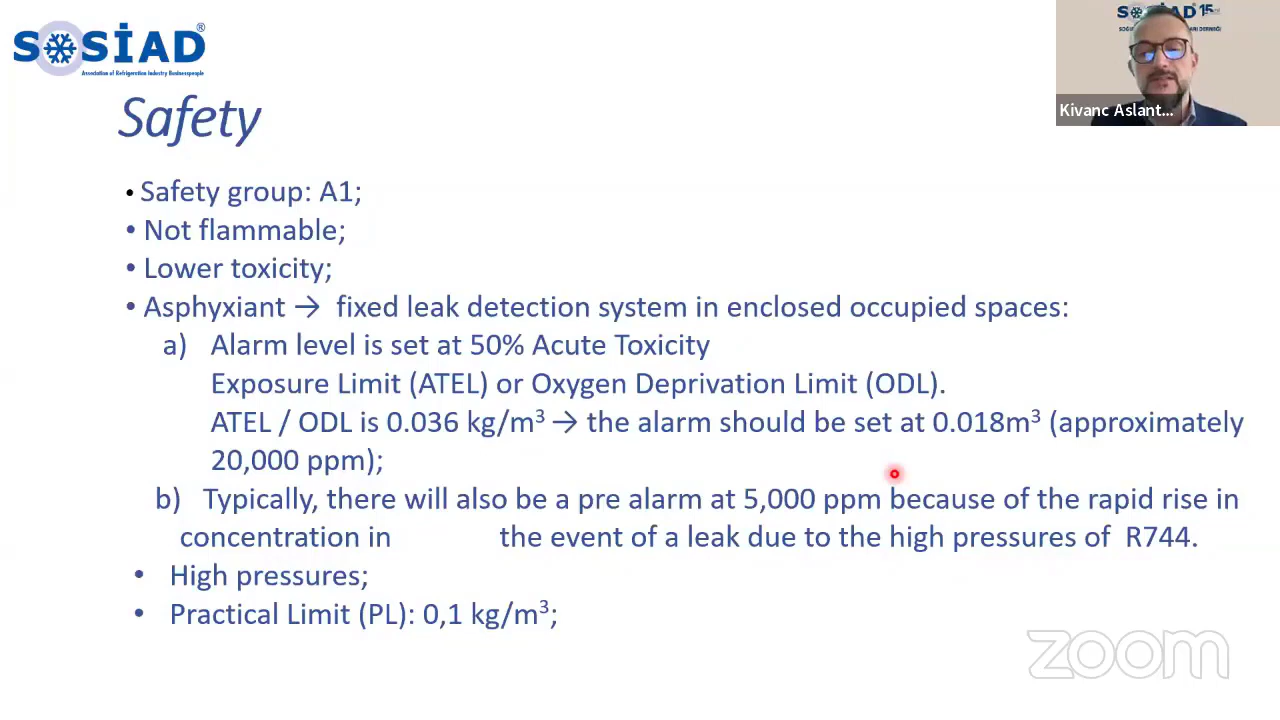 SOSİAD®
Association of Refrigeration Industry Businesspeople
SOSİAD 15
Kivanc Aslant...
Safety
• Safety group: A1;
• Not flammable;
• Lower toxicity;
• Asphyxiant → fixed leak detection system in enclosed occupied spaces:
a) Alarm level is set at 50% Acute Toxicity
Exposure Limit (ATEL) or Oxygen Deprivation Limit (ODL).
ATEL / ODL is 0.036 kg/m³ → the alarm should be set at 0.018m³ (approximately
20,000 ppm);
b) Typically, there will also be a pre alarm at 5,000 ppm because of the rapid rise in
concentration in the event of a leak due to the high pressures of R744.
• High pressures;
• Practical Limit (PL): 0,1 kg/m³;
zoom